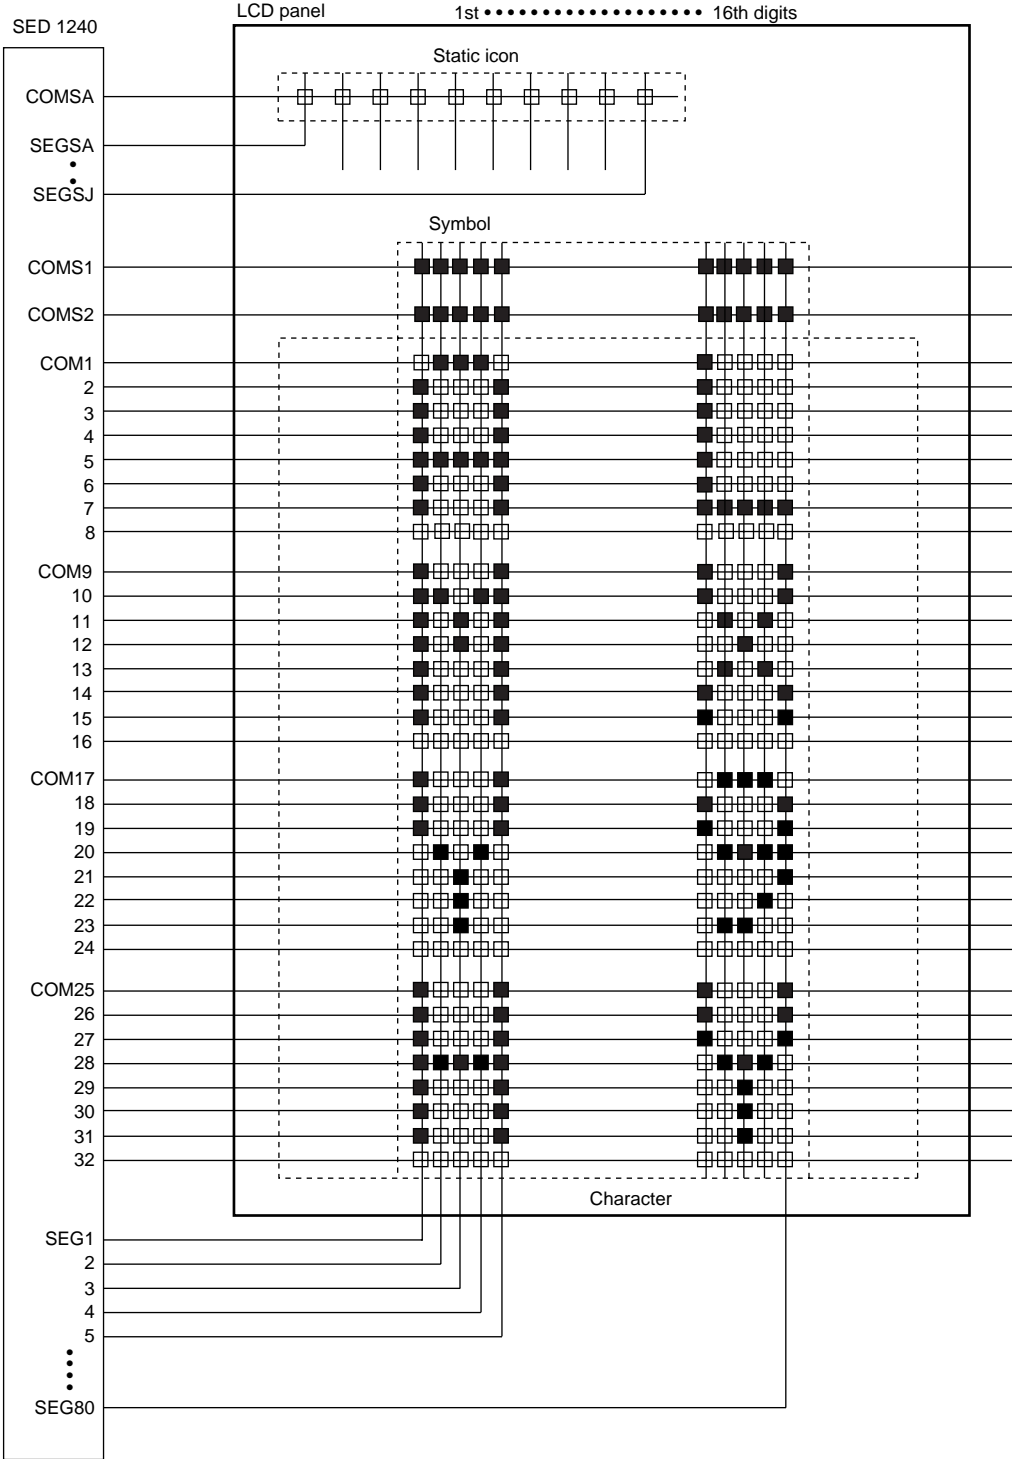 LCD panel
1st •••••••••••••••••• 16th digits
SED 1240
Static icon
COMSA
SEGSA
SEGSJ
Symbol
COMS1
COMS2
COM1
2
3
4
5
6
7
8
COM9
10
11
12
13
14
15
16
COM17
18
19
20
21
22
23
24
COM25
26
27
28
29
30
31
32
Character
SEG1
2
3
4
5
SEG80